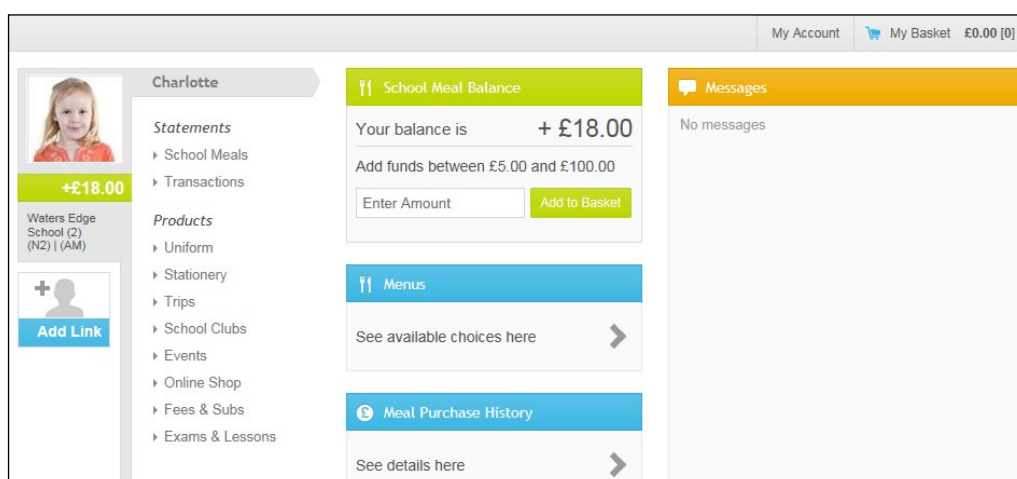 My Account
My Basket £0.00 [0]
+£18.00
Waters Edge
School (2)
(N2) | (AM)
Add Link
Charlotte
Statements
School Meals
Transactions
Products
Uniform
Stationery
Trips
School Clubs
Events
Online Shop
Fees & Subs
Exams & Lessons
School Meal Balance
Your balance is + £18.00
Add funds between £5.00 and £100.00
Enter Amount Add to Basket
Menus
See available choices here
Meal Purchase History
See details here
Messages
No messages